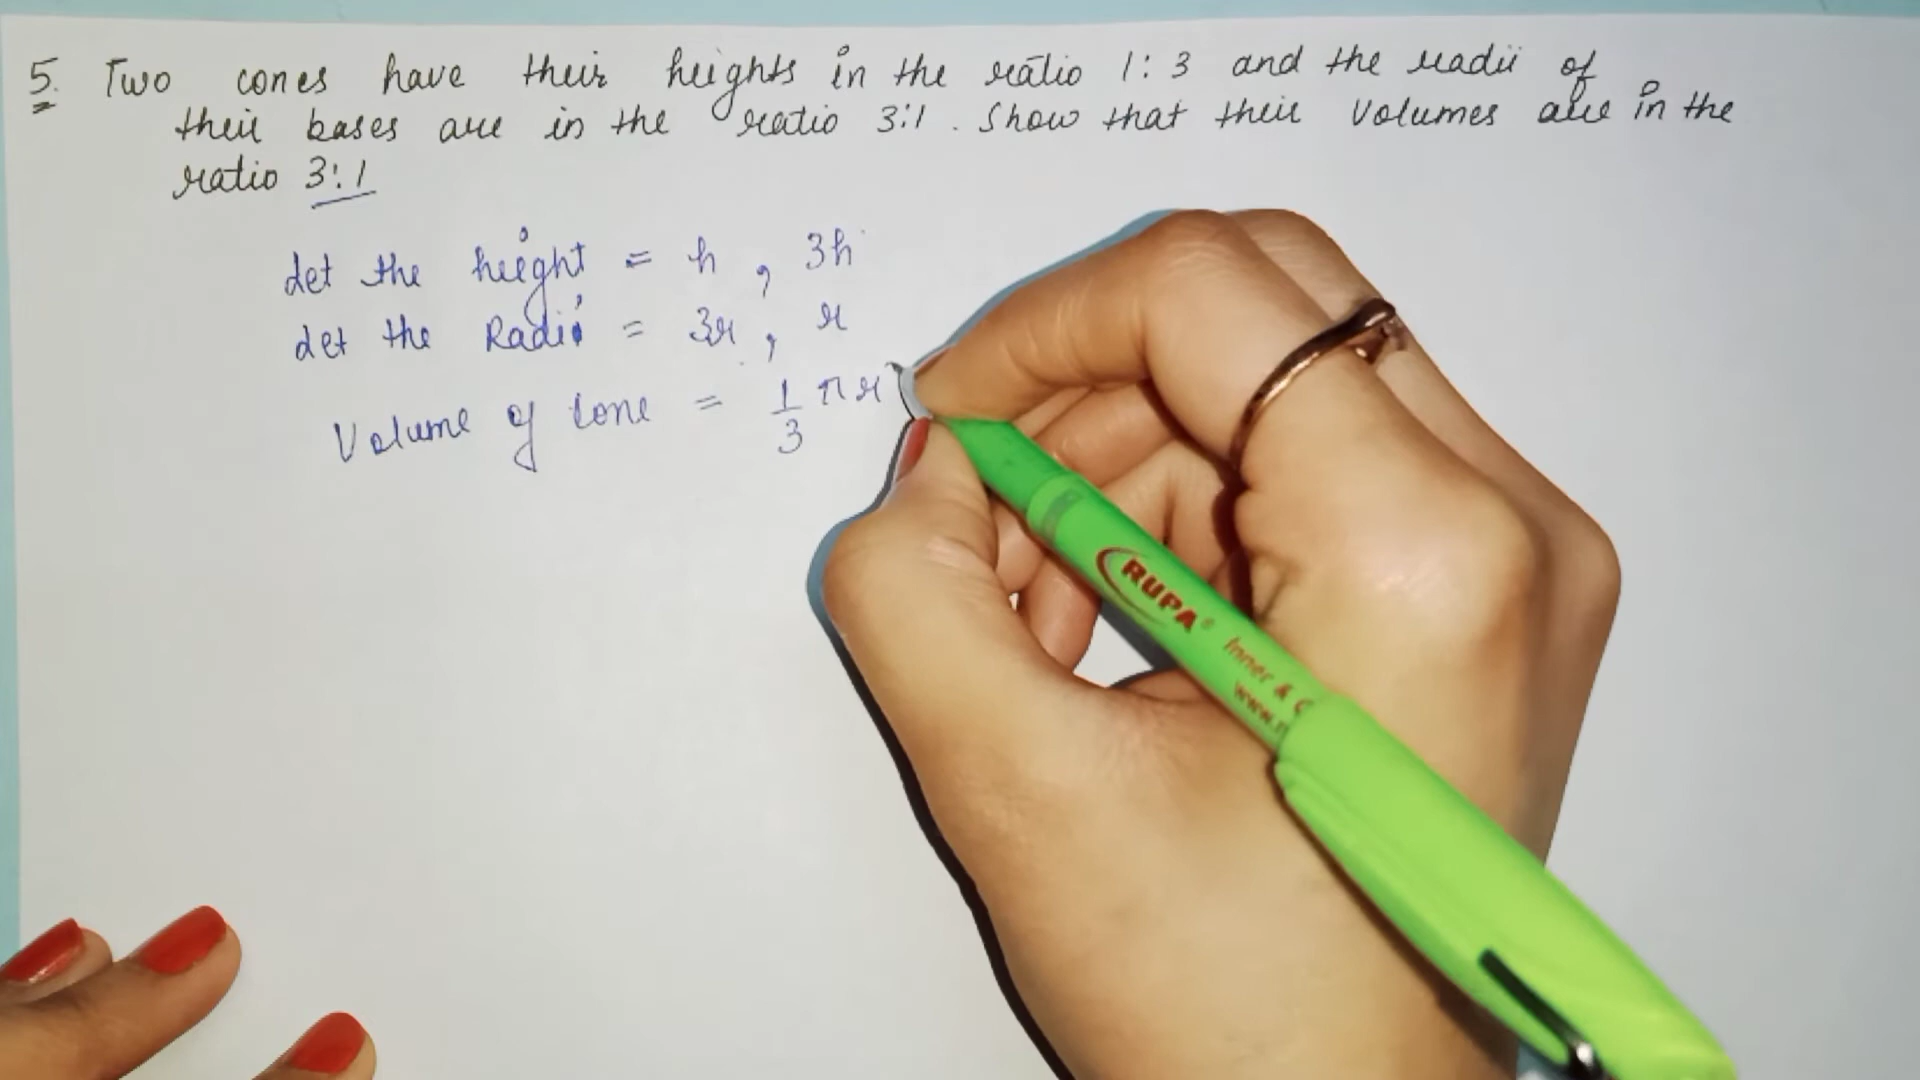 5. Two cones have their heights in the ratio 1:3 and the radii of
their bases are in the ratio 3:1. Show that their Volumes are in the
ratio 3:1
Let the height = h , 3h
Let the Radii = 3r , r
Volume of Cone = 1/3 πr
RUPA®
Inner &
www.